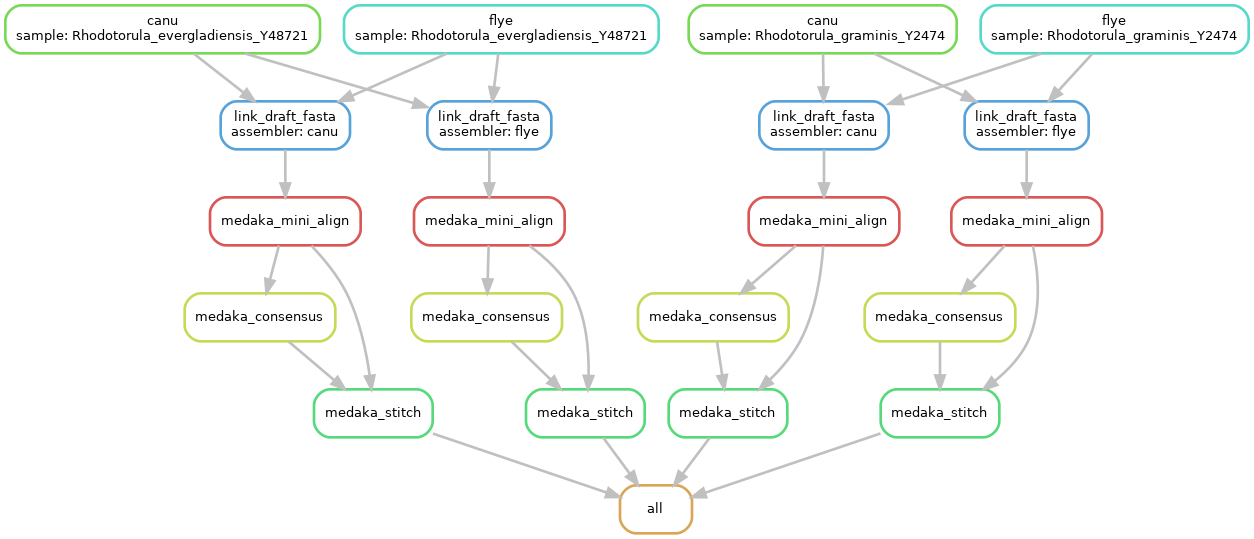 canu
sample: Rhodotorula_evergladiensis_Y48721
flye
sample: Rhodotorula_evergladiensis_Y48721
canu
sample: Rhodotorula_graminis_Y2474
flye
sample: Rhodotorula_graminis_Y2474
link_draft_fasta
assembler: canu
link_draft_fasta
assembler: flye
link_draft_fasta
assembler: canu
link_draft_fasta
assembler: flye
medaka_mini_align
medaka_mini_align
medaka_mini_align
medaka_mini_align
medaka_consensus
medaka_consensus
medaka_consensus
medaka_consensus
medaka_stitch
medaka_stitch
medaka_stitch
medaka_stitch
all